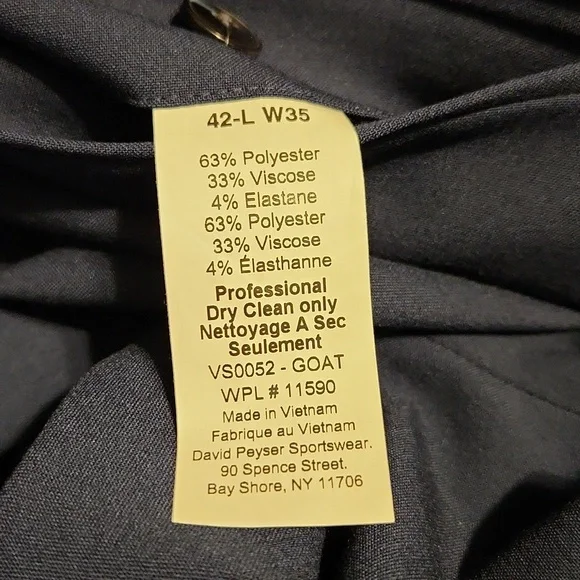 42-L W35
63% Polyester
33% Viscose
4% Elastane
63% Polyester
33% Viscose
4% Élasthanne
Professional
Dry Clean only
Nettoyage A Sec
Seulement
VS0052 - GOAT
WPL # 11590
Made in Vietnam
Fabrique au Vietnam
David Peyser Sportswear.
90 Spence Street.
Bay Shore, NY 11706